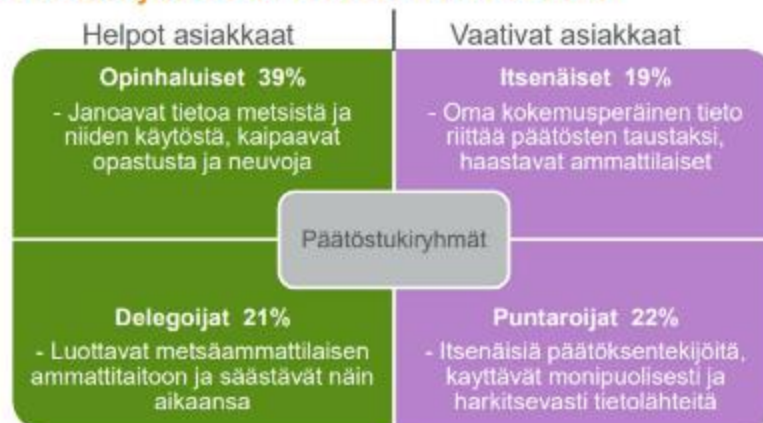 Helpot asiakkaat
Vaativat asiakkaat
Opinhaluiset 39%
- Janoavat tietoa metsistä ja
niiden käytöstä, kaipaavat
opastusta ja neuvoja
Itsenäiset 19%
- Oma kokemusperäinen tieto
riittää päätösten taustaksi,
haastavat ammattilaiset
Päätöstukiryhmät
Delegoijat 21%
- Luottavat metsäammattilaisen
ammattitaitoon ja säästävät näin
aikaansa
Puntaroijat 22%
- Itsenäisiä päätöksentekijöitä,
kayttävät monipuolisesti ja
harkitsevasti tietolähteitä